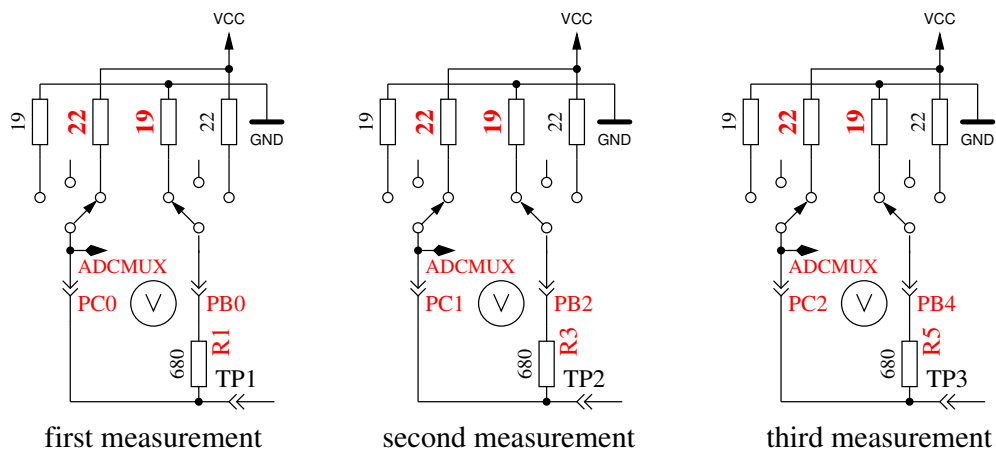 VCC VCC VCC
19 22 19 22 19 22 19 22 19 22 19 22
GND GND GND
ADCMUX ADCMUX ADCMUX
PC0 V PB0 PC1 V PB2 PC2 V PB4
680 R1 680 R3 680 R5
TP1 TP2 TP3
first measurement second measurement third measurement